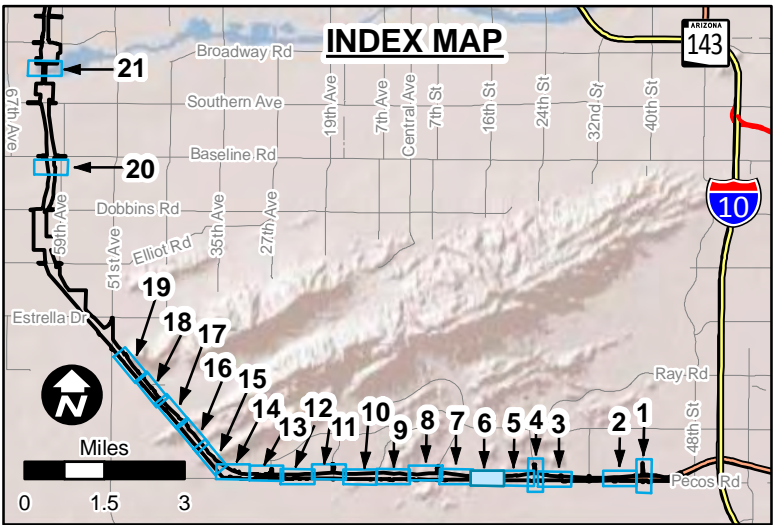 INDEX MAP
ARIZONA
143
10
Broadway Rd
Southern Ave
Baseline Rd
Dobbins Rd
Elliot Rd
Estrella Dr
Ray Rd
Pecos Rd
67th Ave
59th Ave
51st Ave
35th Ave
27th Ave
19th Ave
7th Ave
Central Ave
7th St
16th St
24th St
32nd St
40th St
48th St
21
20
19
18
17
16
15
14
13
12
11
10
9
8
7
6
5
4
3
2
1
N
Miles
0 1.5 3